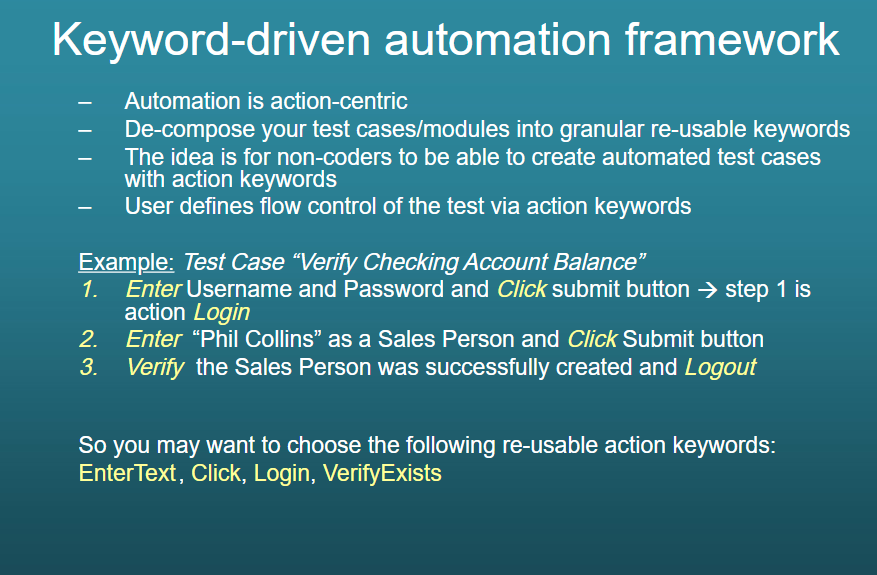 Keyword-driven automation framework
– Automation is action-centric
– De-compose your test cases/modules into granular re-usable keywords
– The idea is for non-coders to be able to create automated test cases
with action keywords
– User defines flow control of the test via action keywords
Example: Test Case “Verify Checking Account Balance”
1. Enter Username and Password and Click submit button → step 1 is
action Login
2. Enter “Phil Collins” as a Sales Person and Click Submit button
3. Verify the Sales Person was successfully created and Logout
So you may want to choose the following re-usable action keywords:
EnterText, Click, Login, VerifyExists